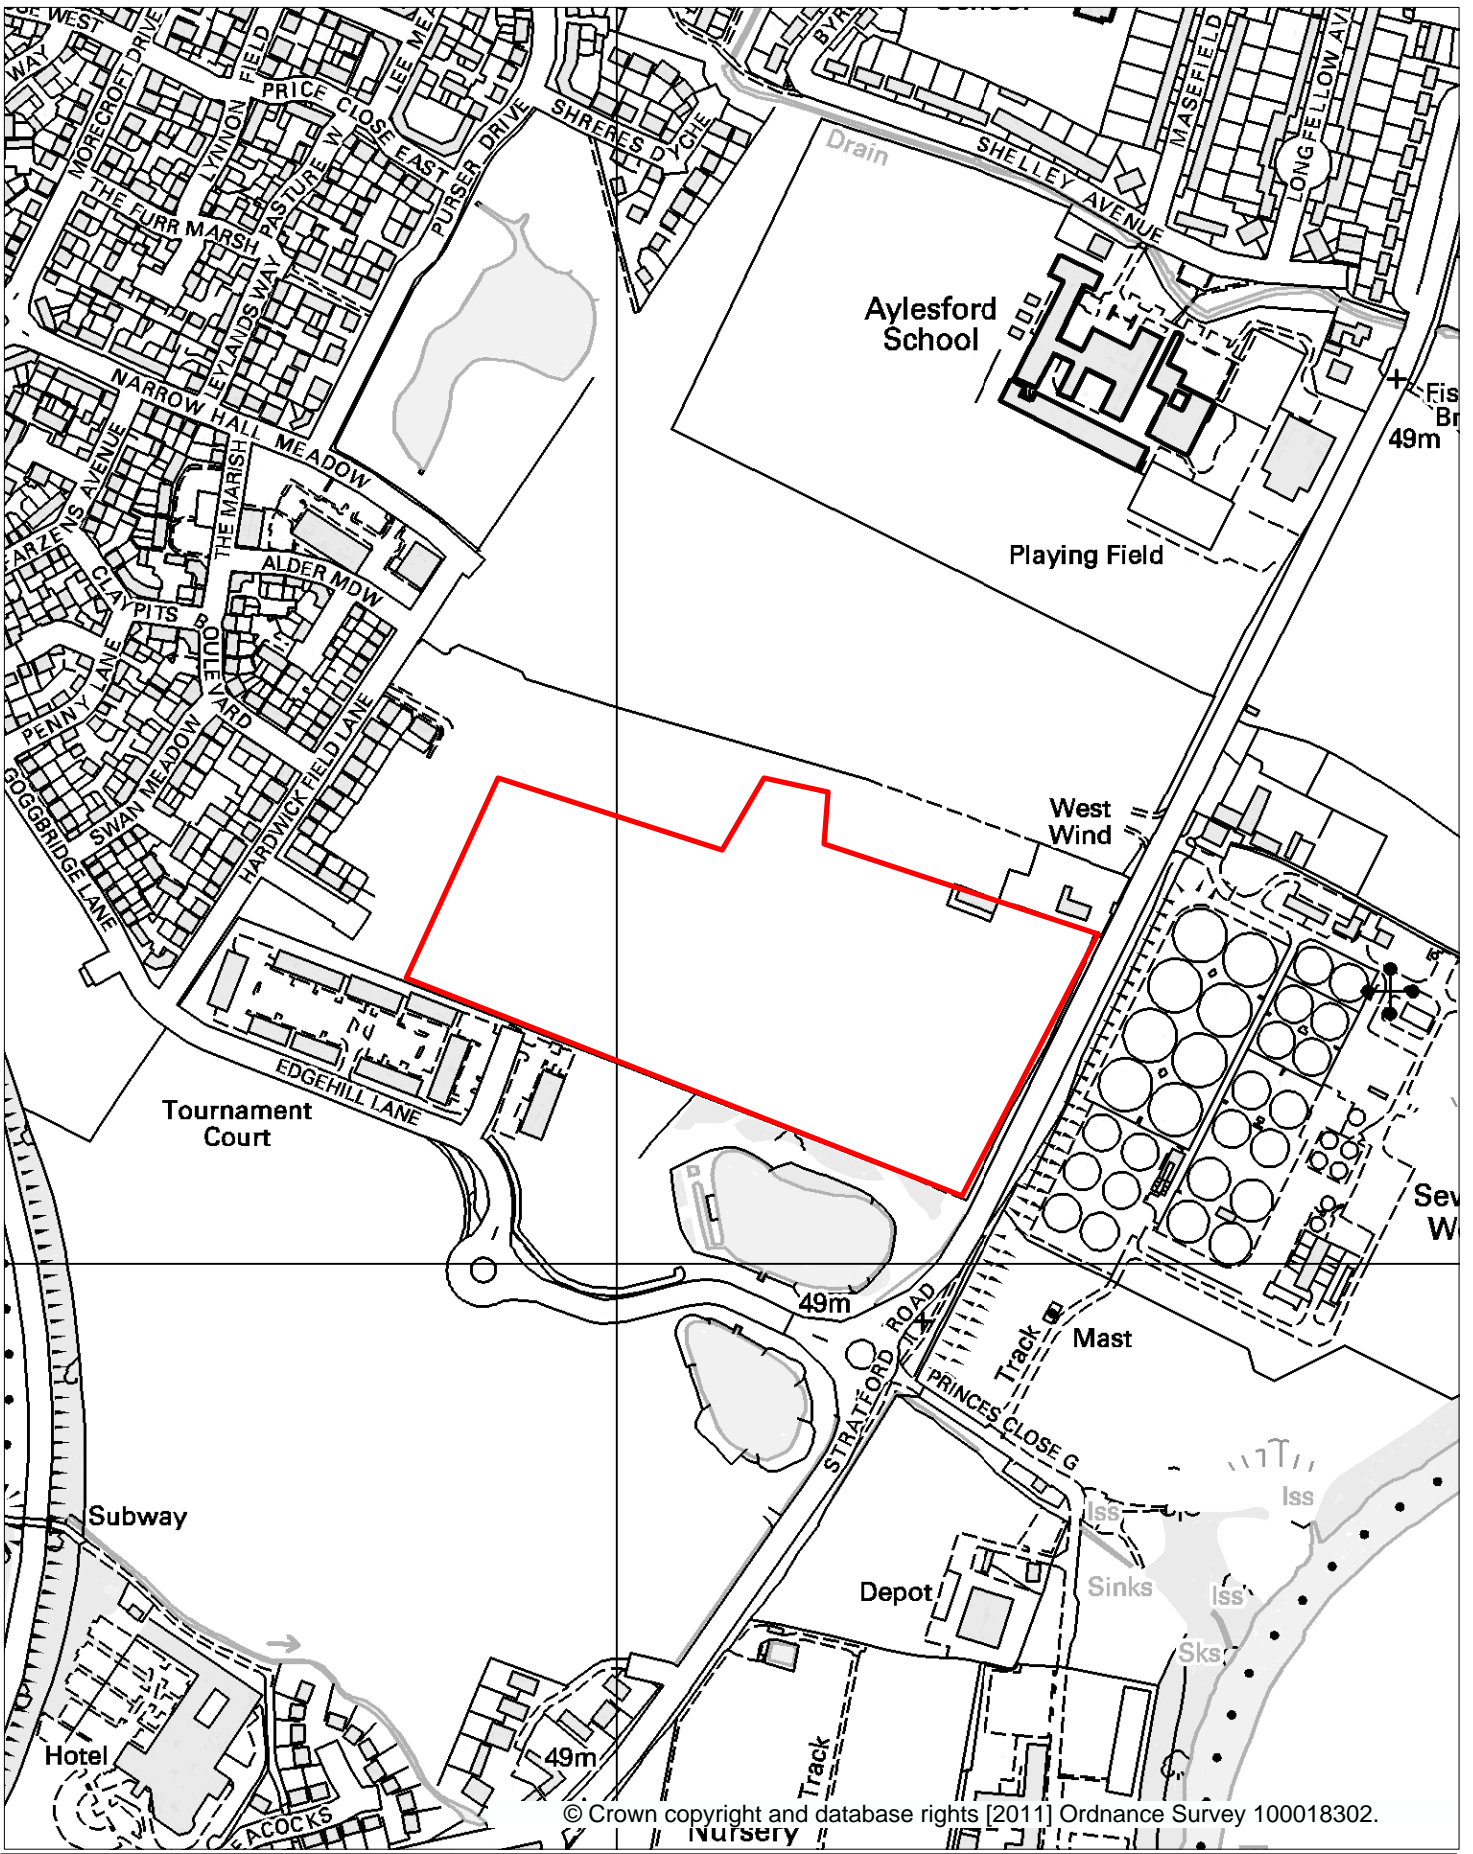 WEST
WAY
MORECROFT DRIVE
LYNNON FIELD
LEE
PRICE CLOSE EAST
PASTURE
THE FURR MARSH
LEYLANDS WAY
PURSER DRIVE
SHRERES DYCHE
Drain
SHELLEY AVENUE
MASEFIELD
LONGFELLOW
Aylesford
School
49m
Playing Field
NARROW HALL MEADOW
AVENUE
THE MARISH
ALDER MDW
CLAYPITS BOULEVARD
PENNY LANE
SWAN MEADOW
GOGGBRIDGE LANE
HARDWICK FIELD LANE
West
Wind
EDGEHILL LANE
Tournament
Court
49m
STRATFORD ROAD
Track
Mast
PRINCES CLOSE G
Subway
Iss
Iss
Sinks
Iss
Sks
Depot
Hotel
49m
Track
Nursery
© Crown copyright and database rights [2011] Ordnance Survey 100018302.